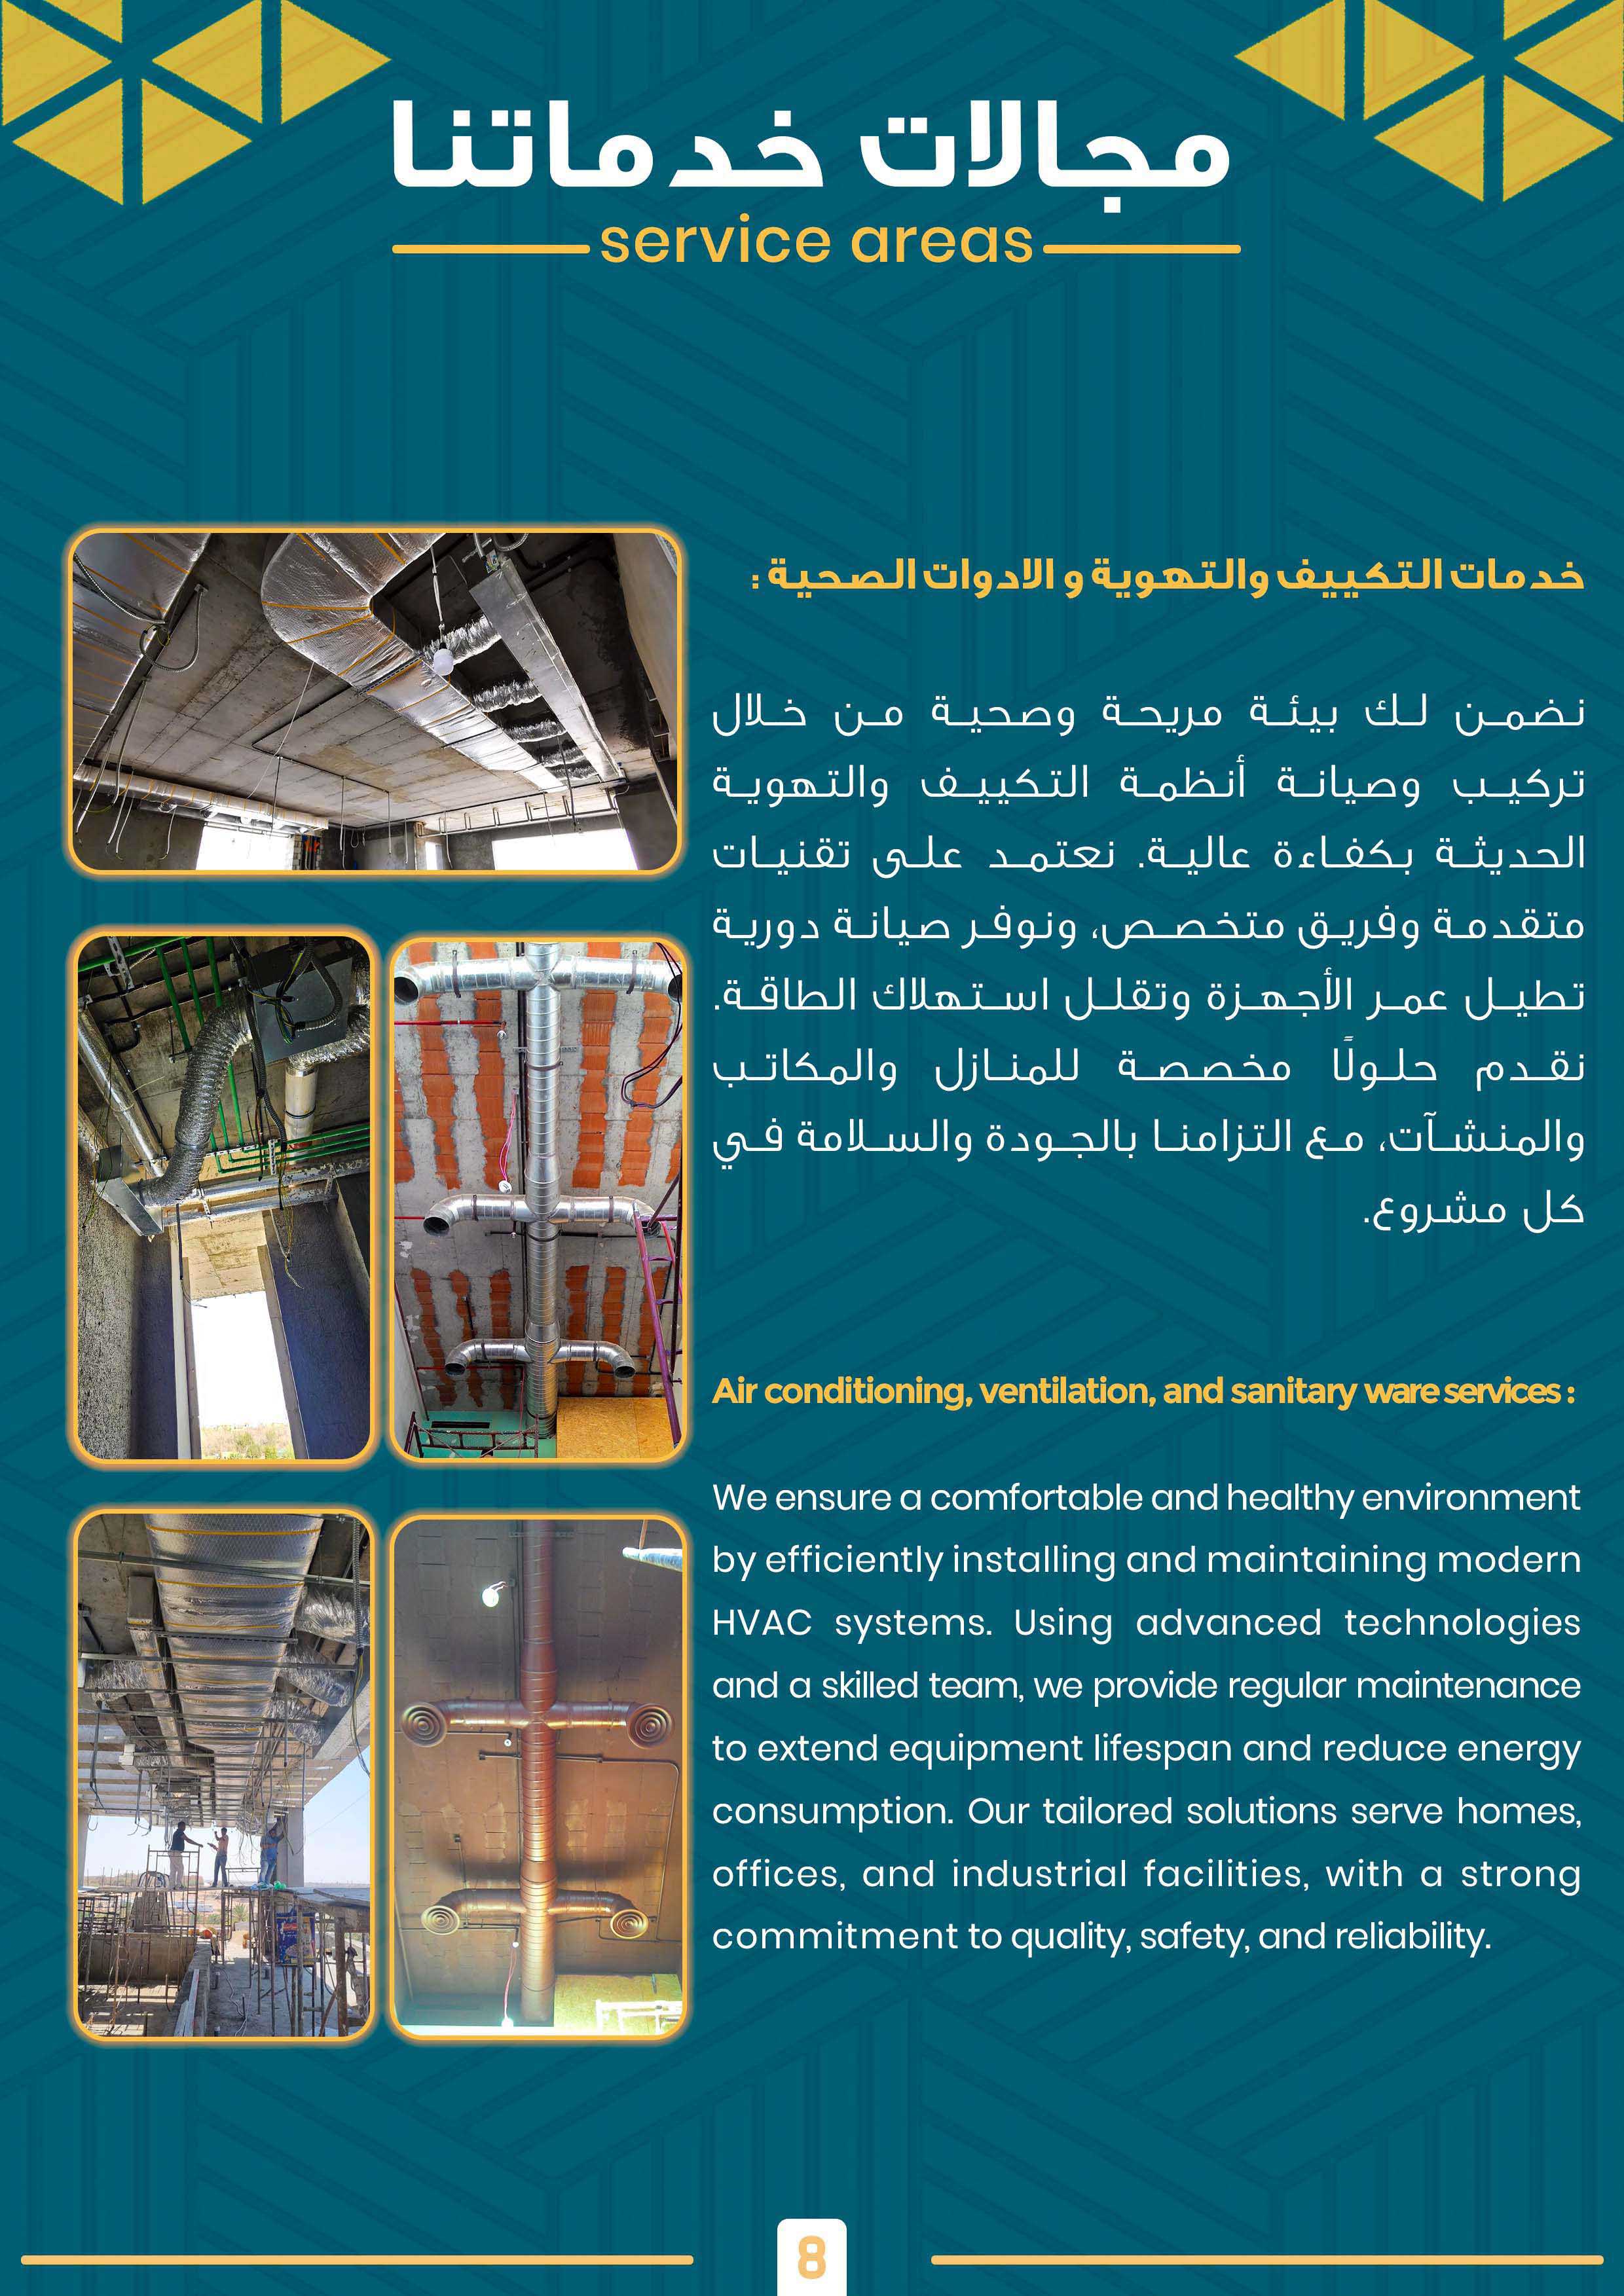 مجالات خدماتنا
service areas
خدمات التكييف والتهوية و الادوات الصحية :
نضمن لك بيئة مريحة وصحية من خلال
تركيب وصيانة أنظمة التكييف والتهوية
الحديثة بكفاءة عالية. نعتمد على تقنيات
متقدمة وفريق متخصص، ونوفر صيانة دورية
تطيل عمر الأجهزة وتقلل استهلاك الطاقة.
نقدم حلولًا مخصصة للمنازل والمكاتب
والمنشآت، مع التزامنا بالجودة والسلامة في
كل مشروع.
Air conditioning, ventilation, and sanitary ware services :
We ensure a comfortable and healthy environment
by efficiently installing and maintaining modern
HVAC systems. Using advanced technologies
and a skilled team, we provide regular maintenance
to extend equipment lifespan and reduce energy
consumption. Our tailored solutions serve homes,
offices, and industrial facilities, with a strong
commitment to quality, safety, and reliability.
8